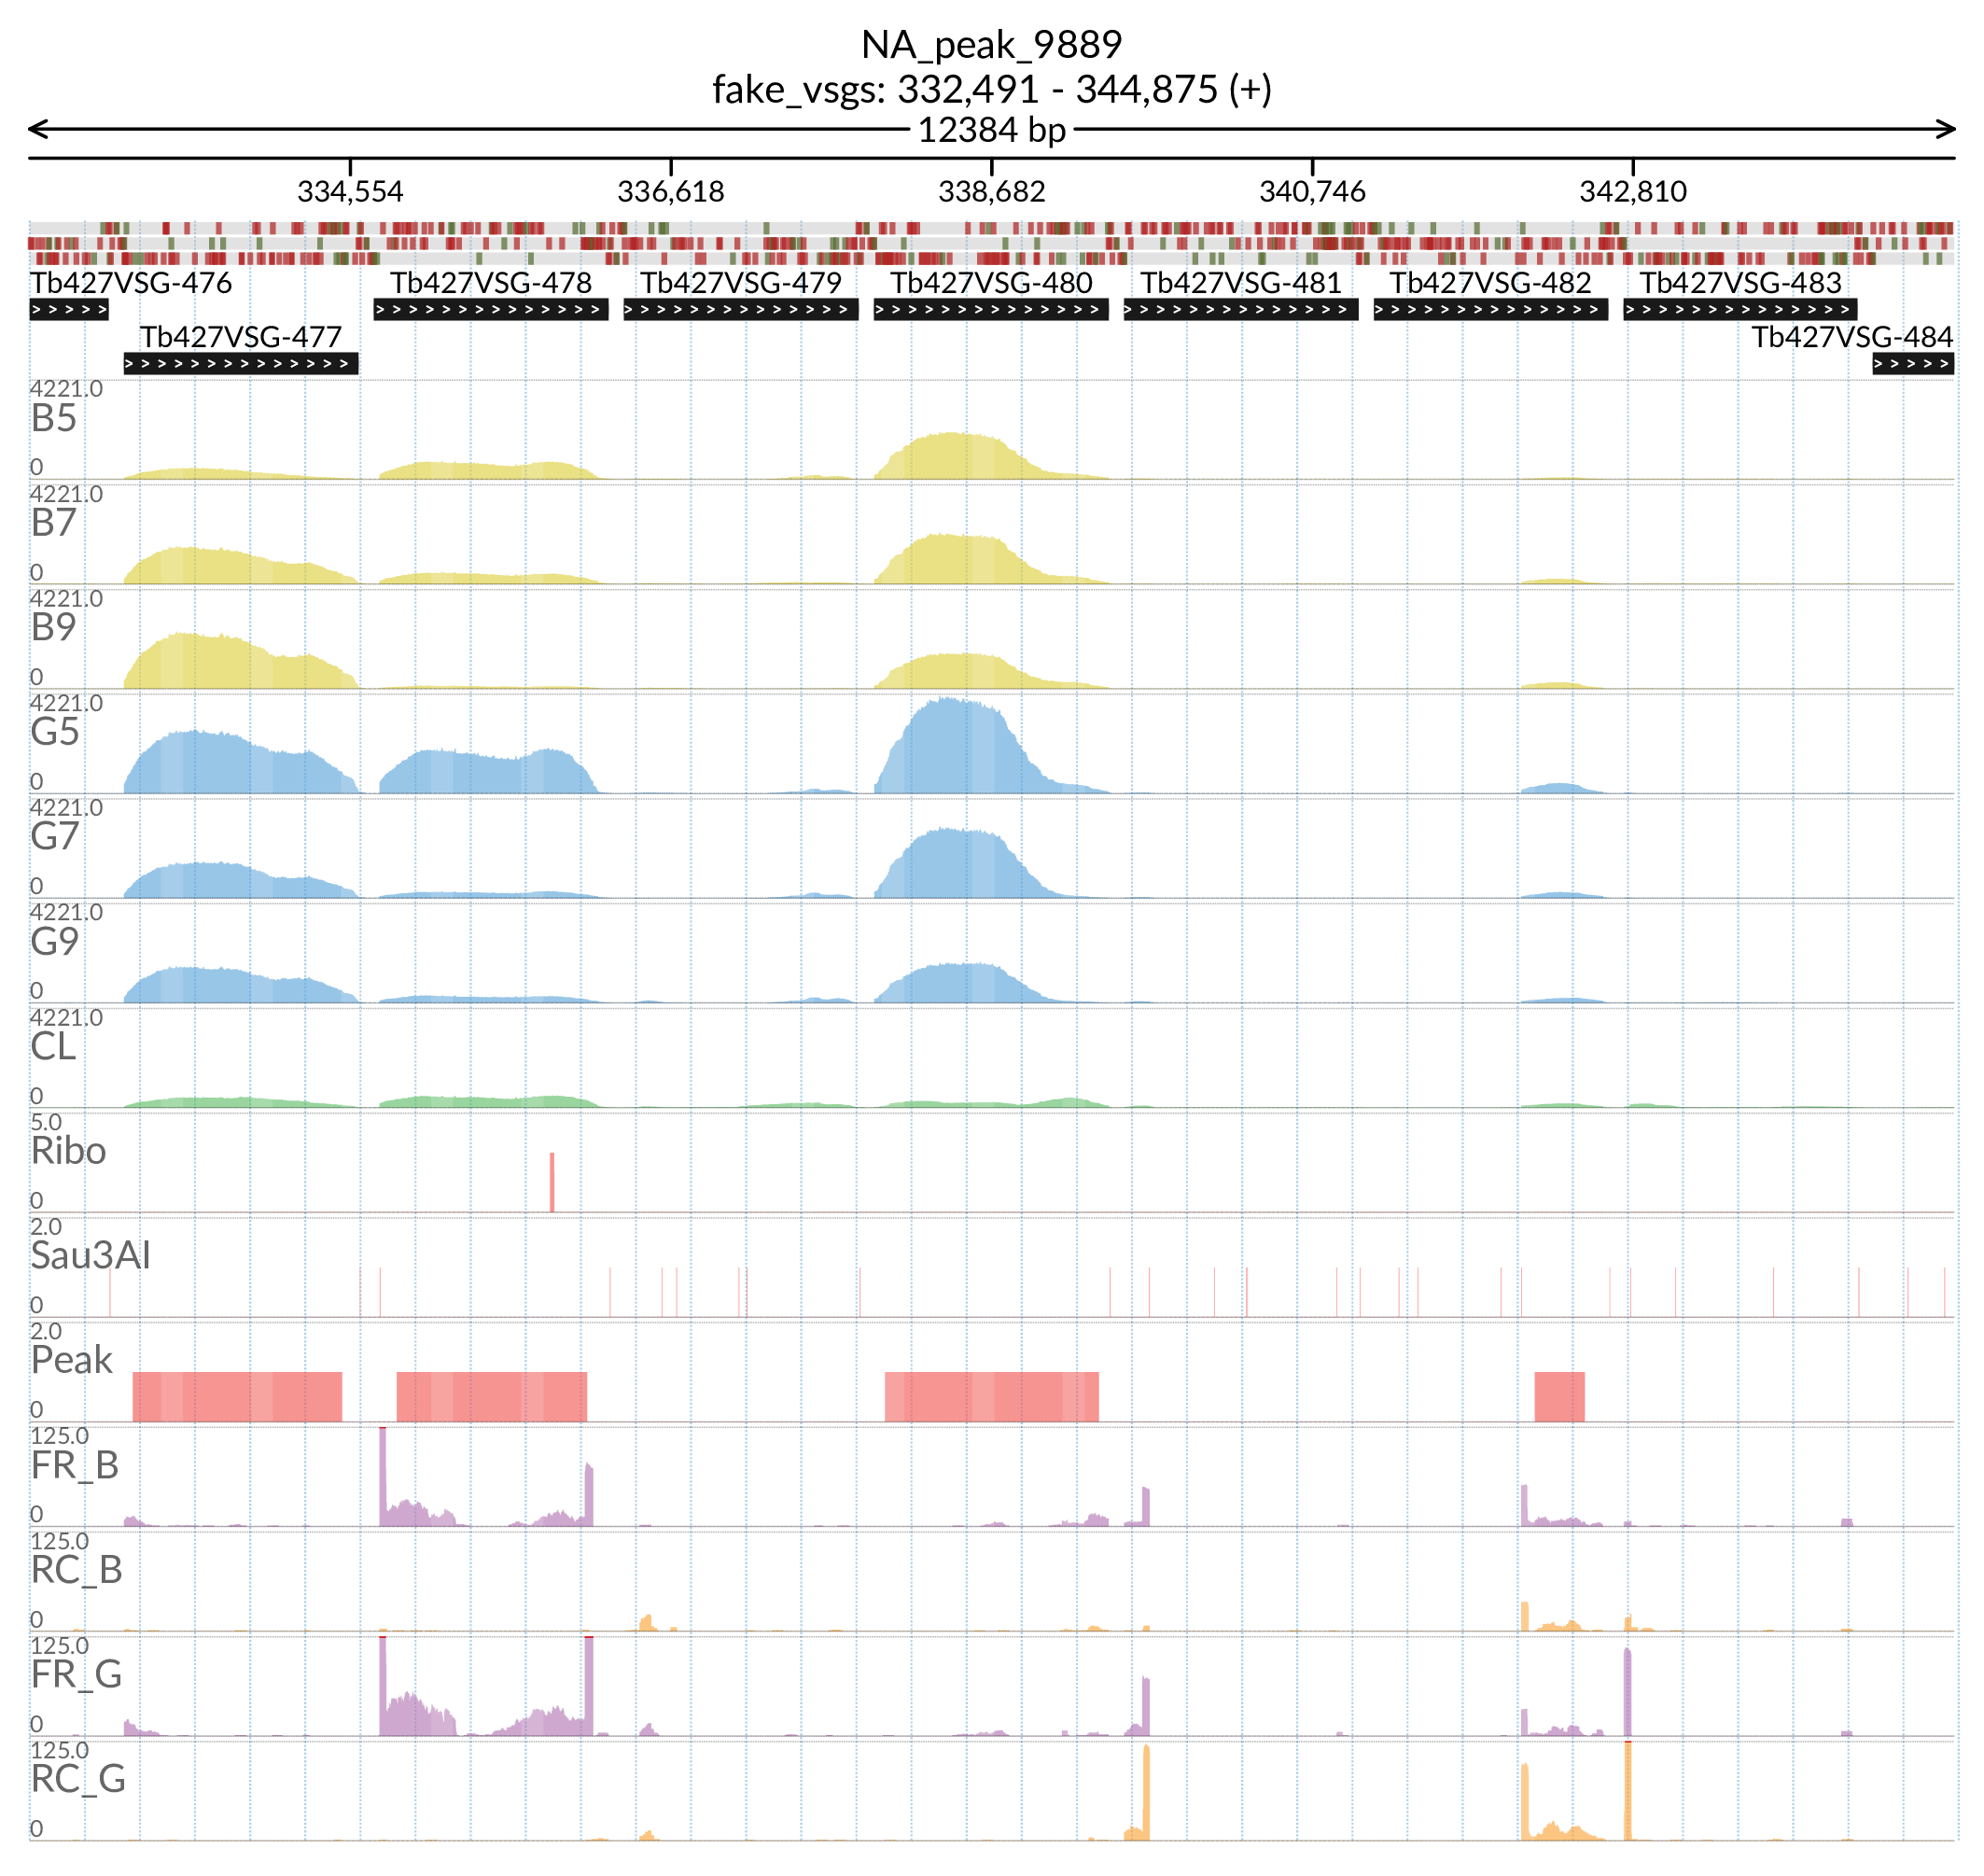 NA_peak_9889
fake_vsgs: 332,491 - 344,875 (+)
12384 bp
334,554 336,618 338,682 340,746 342,810
Tb427VSG-476 Tb427VSG-478 Tb427VSG-479 Tb427VSG-480 Tb427VSG-481 Tb427VSG-482 Tb427VSG-483
Tb427VSG-477 Tb427VSG-484
4221.0
B5
0
4221.0
B7
0
4221.0
B9
0
4221.0
G5
0
4221.0
G7
0
4221.0
G9
0
4221.0
CL
0
5.0
Ribo
0
2.0
Sau3AI
0
2.0
Peak
0
125.0
FR_B
0
125.0
RC_B
0
125.0
FR_G
0
125.0
RC_G
0